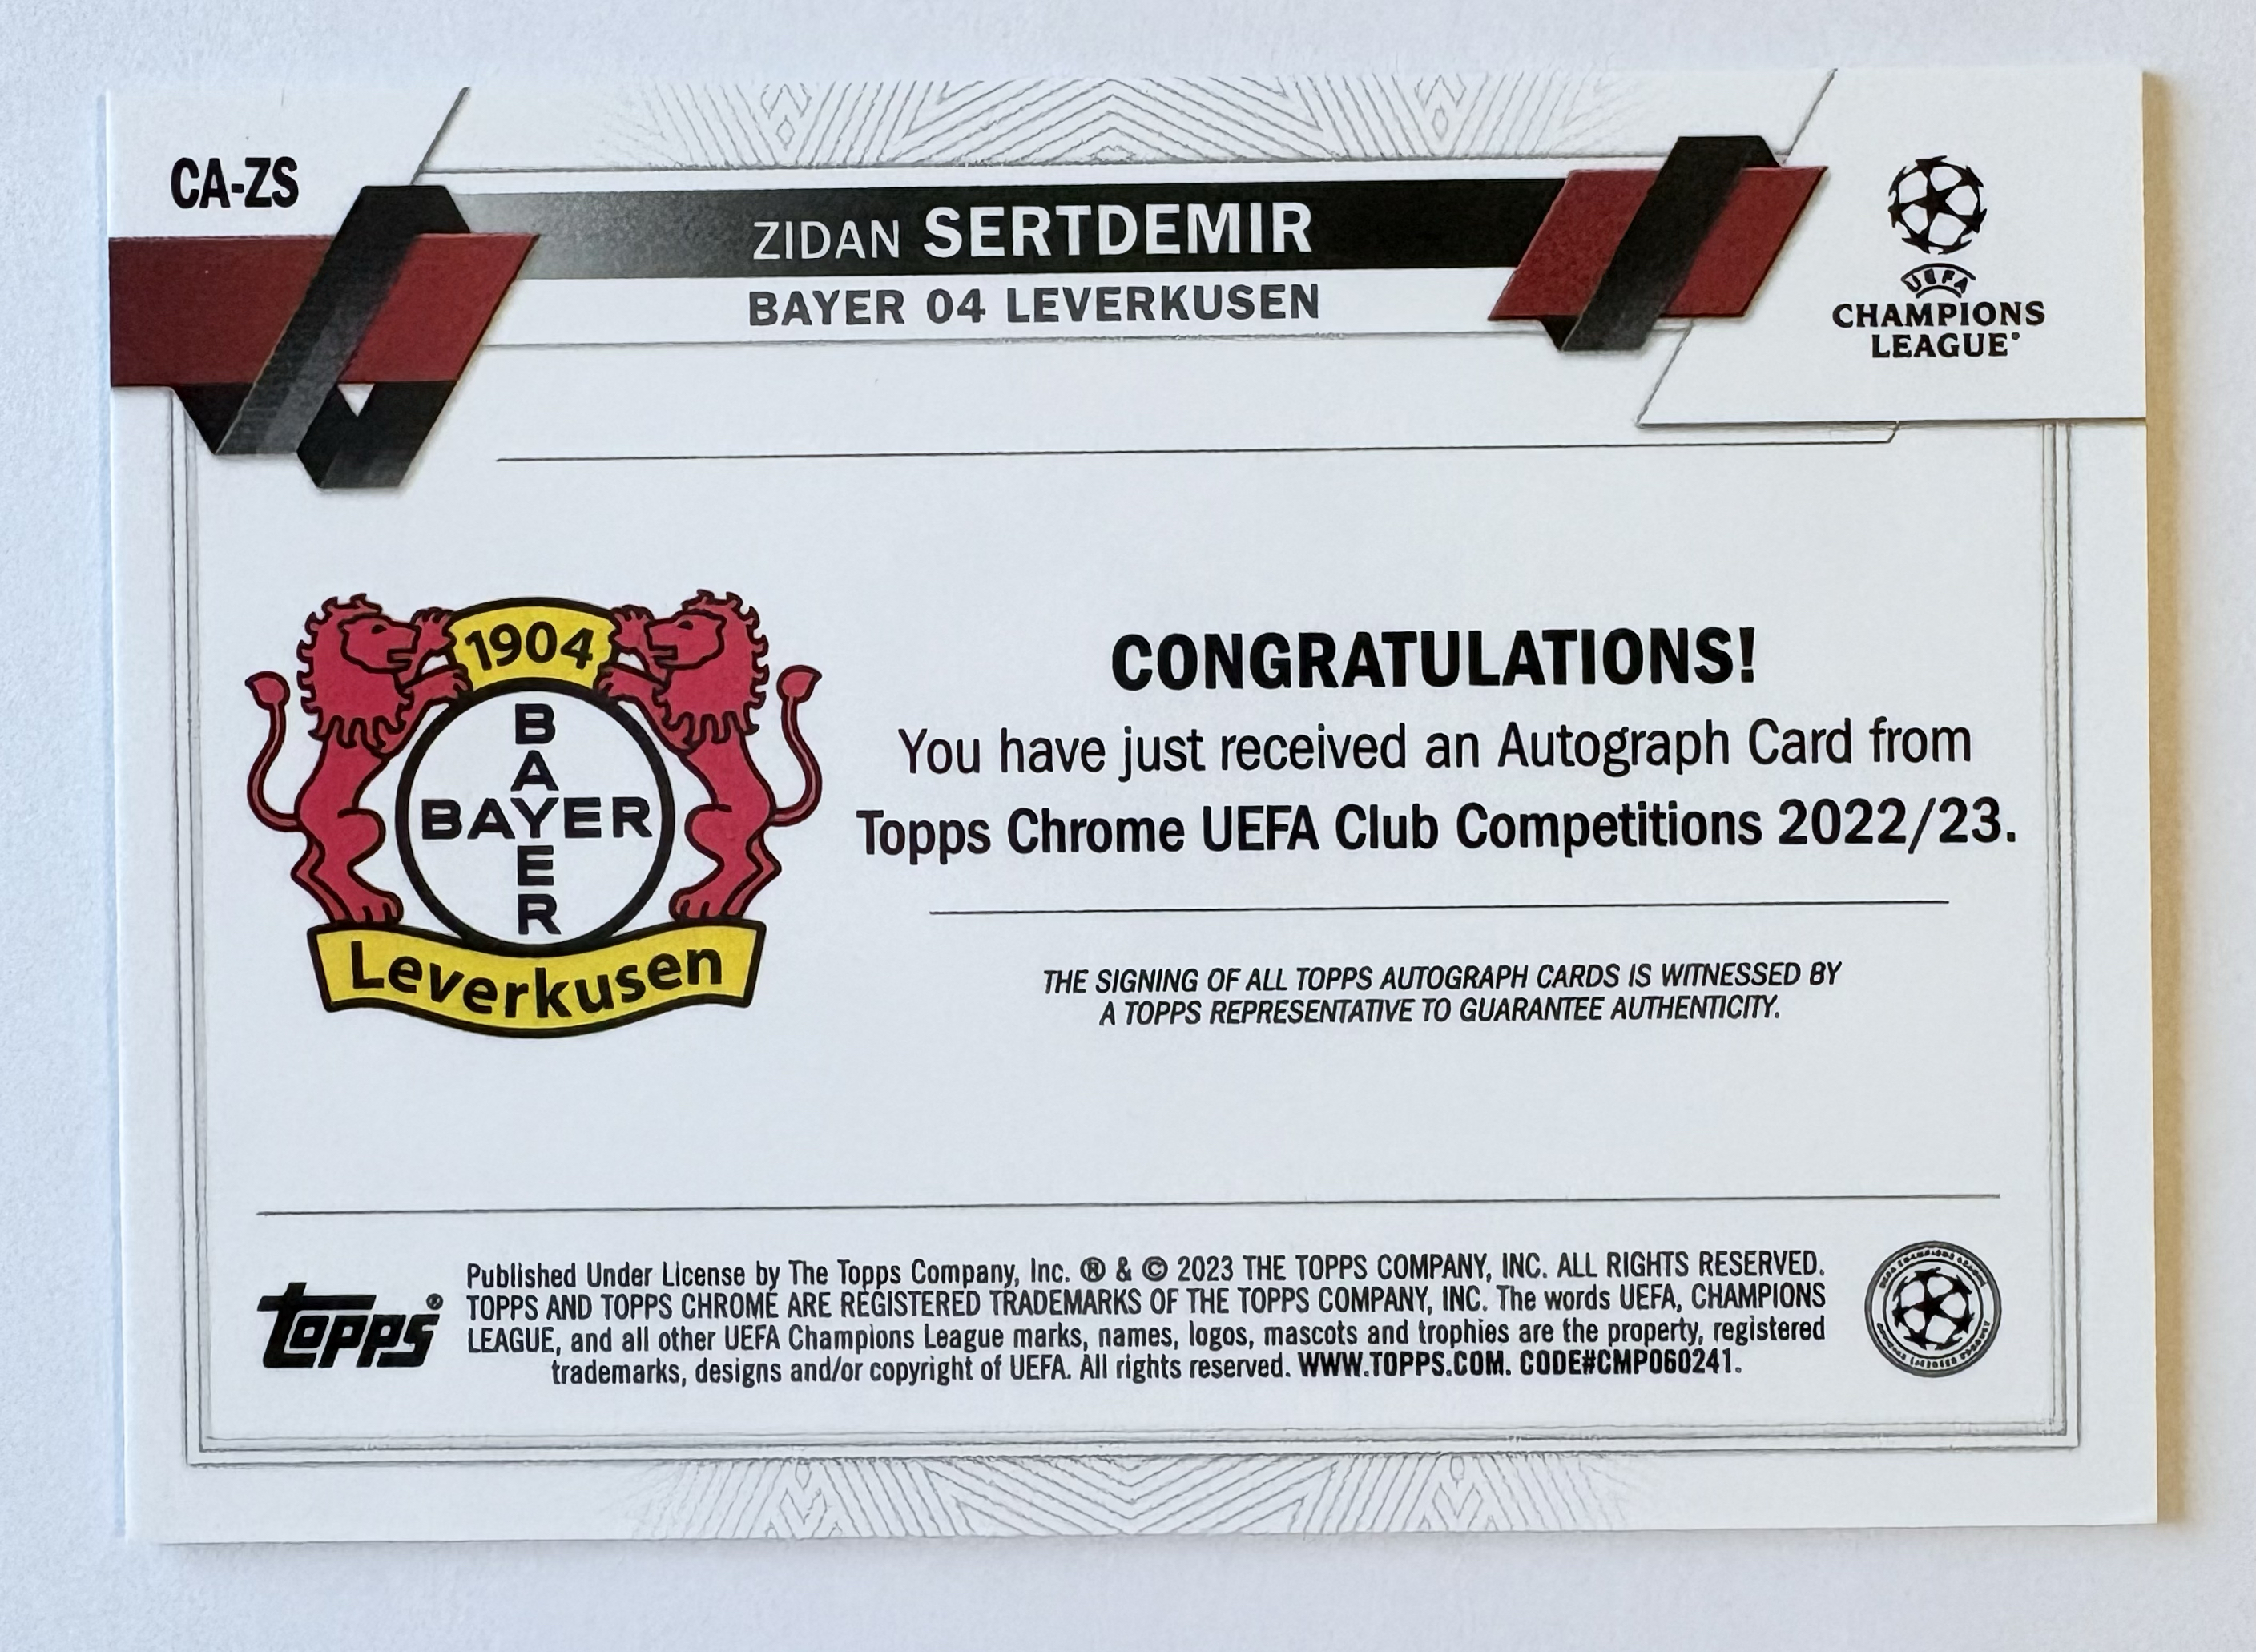 CA-ZS
ZIDAN SERTDEMIR
BAYER 04 LEVERKUSEN
UEFA
CHAMPIONS
LEAGUE®
1904
BAYER
BAYER
Leverkusen
CONGRATULATIONS!
You have just received an Autograph Card from
Topps Chrome UEFA Club Competitions 2022/23.
THE SIGNING OF ALL TOPPS AUTOGRAPH CARDS IS WITNESSED BY
A TOPPS REPRESENTATIVE TO GUARANTEE AUTHENTICITY.
topps®
Published Under License by The Topps Company, Inc. ® & © 2023 THE TOPPS COMPANY, INC. ALL RIGHTS RESERVED.
TOPPS AND TOPPS CHROME ARE REGISTERED TRADEMARKS OF THE TOPPS COMPANY, INC. The words UEFA, CHAMPIONS
LEAGUE, and all other UEFA Champions League marks, names, logos, mascots and trophies are the property, registered
trademarks, designs and/or copyright of UEFA. All rights reserved. WWW.TOPPS.COM. CODE#CMP060241.